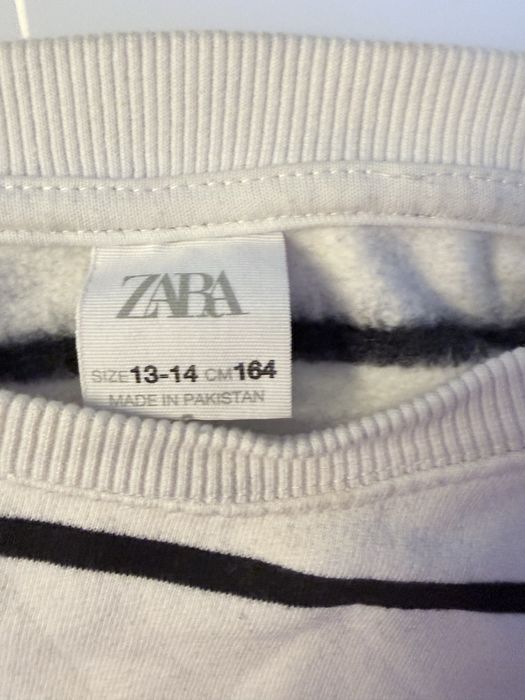 ZARA
SIZE 13-14 CM 164
MADE IN PAKISTAN